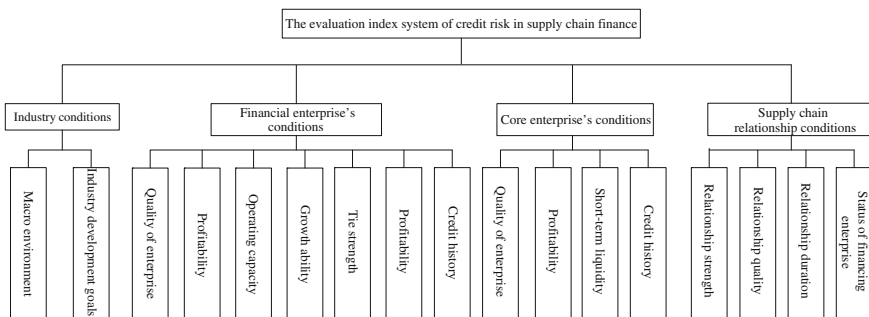 The evaluation index system of credit risk in supply chain finance
Industry conditions
Financial enterprise's
conditions
Core enterprise's conditions
Supply chain
relationship conditions
Macro environment
Industry development goals
Quality of enterprise
Profitability
Operating capacity
Growth ability
Tie strength
Profitability
Credit history
Quality of enterprise
Profitability
Short-term liquidity
Credit history
Relationship strength
Relationship quality
Relationship duration
Status of financing
enterprise